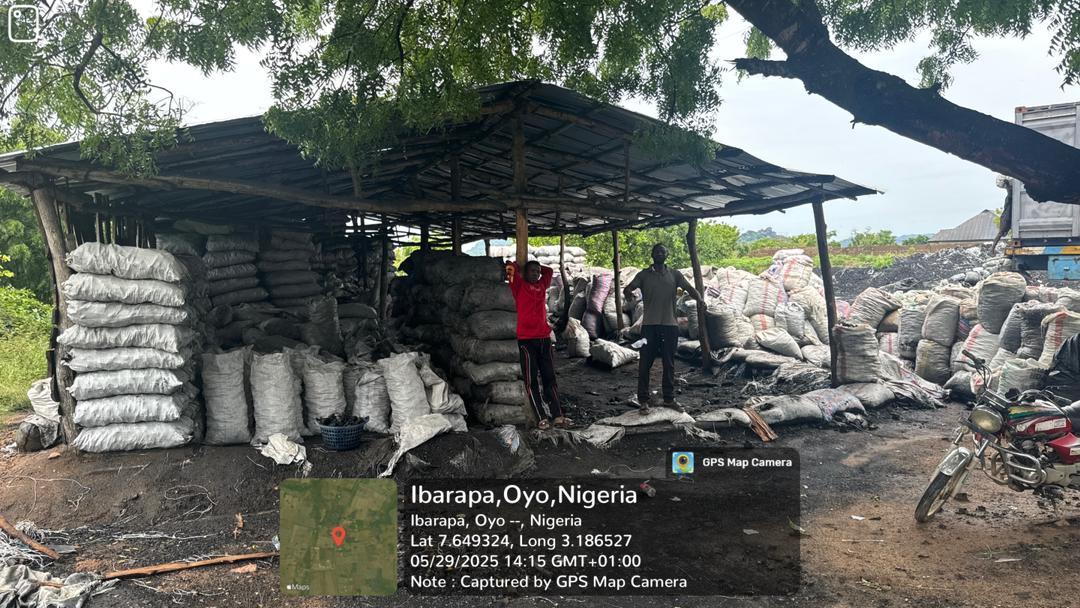 GPS Map Camera
Ibarapa,Oyo,Nigeria
Ibarapa, Oyo --, Nigeria
Lat 7.649324, Long 3.186527
05/29/2025 14:15 GMT+01:00
Note : Captured by GPS Map Camera
Maps